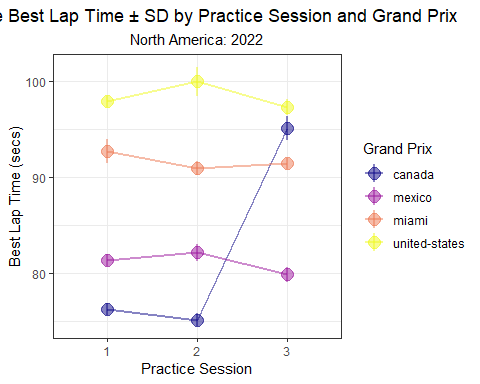 Best Lap Time ± SD by Practice Session and Grand Prix
North America: 2022
Best Lap Time (secs)
100
90
80
1 2 3
Practice Session
Grand Prix
canada
mexico
miami
united-states